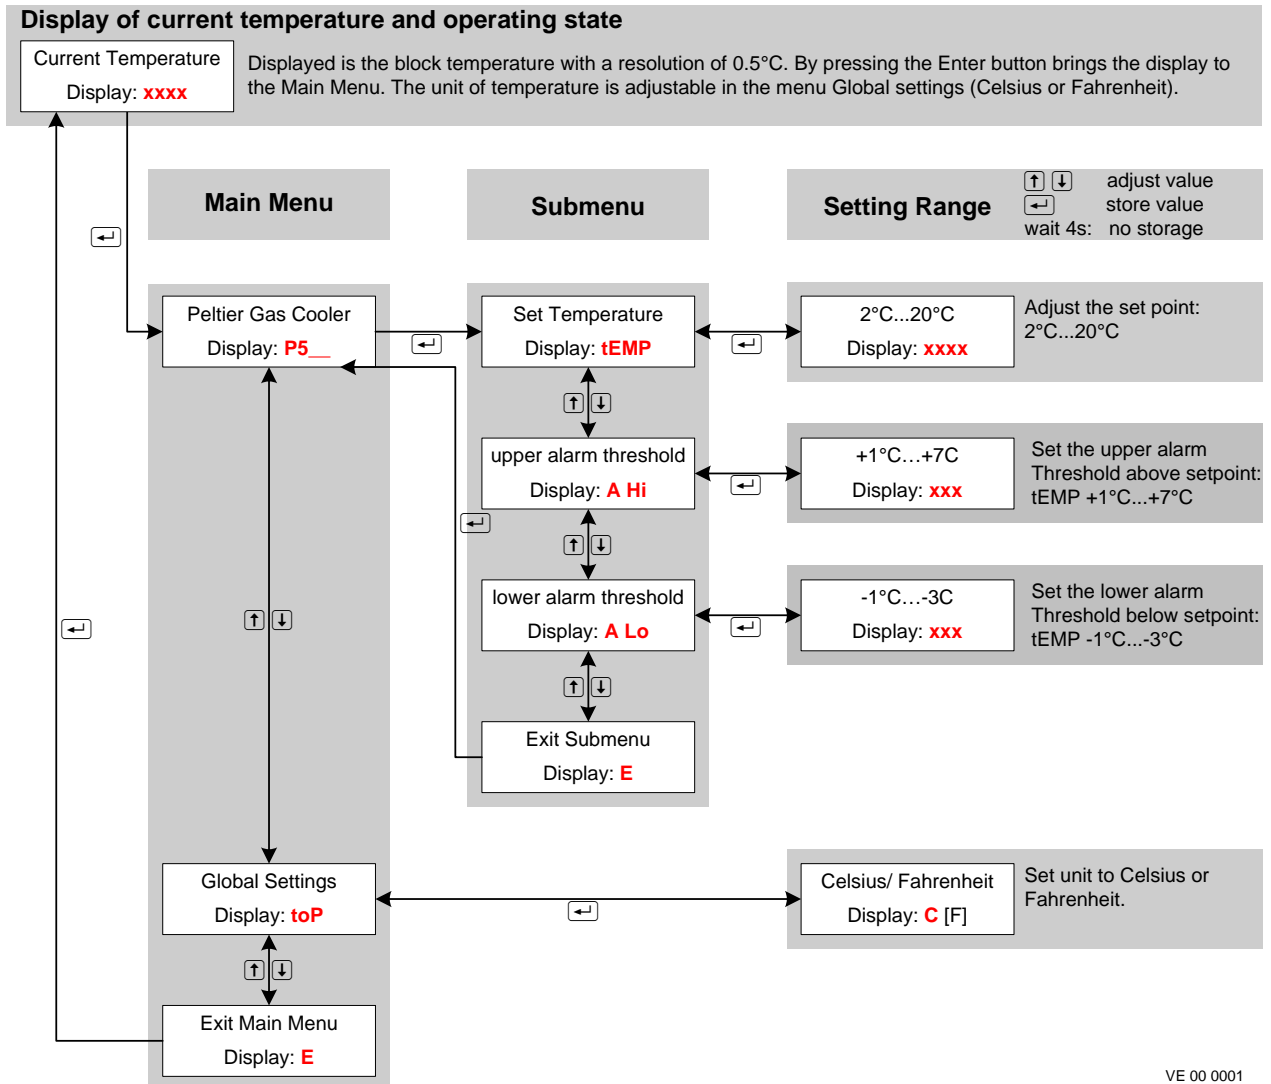 Display of current temperature and operating state
Current Temperature
Display: xxxx
Displayed is the block temperature with a resolution of 0.5°C. By pressing the Enter button brings the display to
the Main Menu. The unit of temperature is adjustable in the menu Global settings (Celsius or Fahrenheit).
Main Menu
Submenu
Setting Range
↑ ↓ adjust value
↵ store value
wait 4s: no storage
↵
Peltier Gas Cooler
Display: P5__
↵
Set Temperature
Display: tEMP
↵
2°C...20°C
Display: xxxx
Adjust the set point:
2°C...20°C
↑ ↓
upper alarm threshold
Display: A Hi
↵
+1°C...+7C
Display: xxx
Set the upper alarm
Threshold above setpoint:
tEMP +1°C...+7°C
↵
↑ ↓
lower alarm threshold
Display: A Lo
↵
-1°C...-3C
Display: xxx
Set the lower alarm
Threshold below setpoint:
tEMP -1°C...-3°C
↵
↑ ↓
↑ ↓
Exit Submenu
Display: E
Global Settings
Display: toP
↵
Celsius/ Fahrenheit
Display: C [F]
Set unit to Celsius or
Fahrenheit.
↑ ↓
Exit Main Menu
Display: E
VE 00 0001